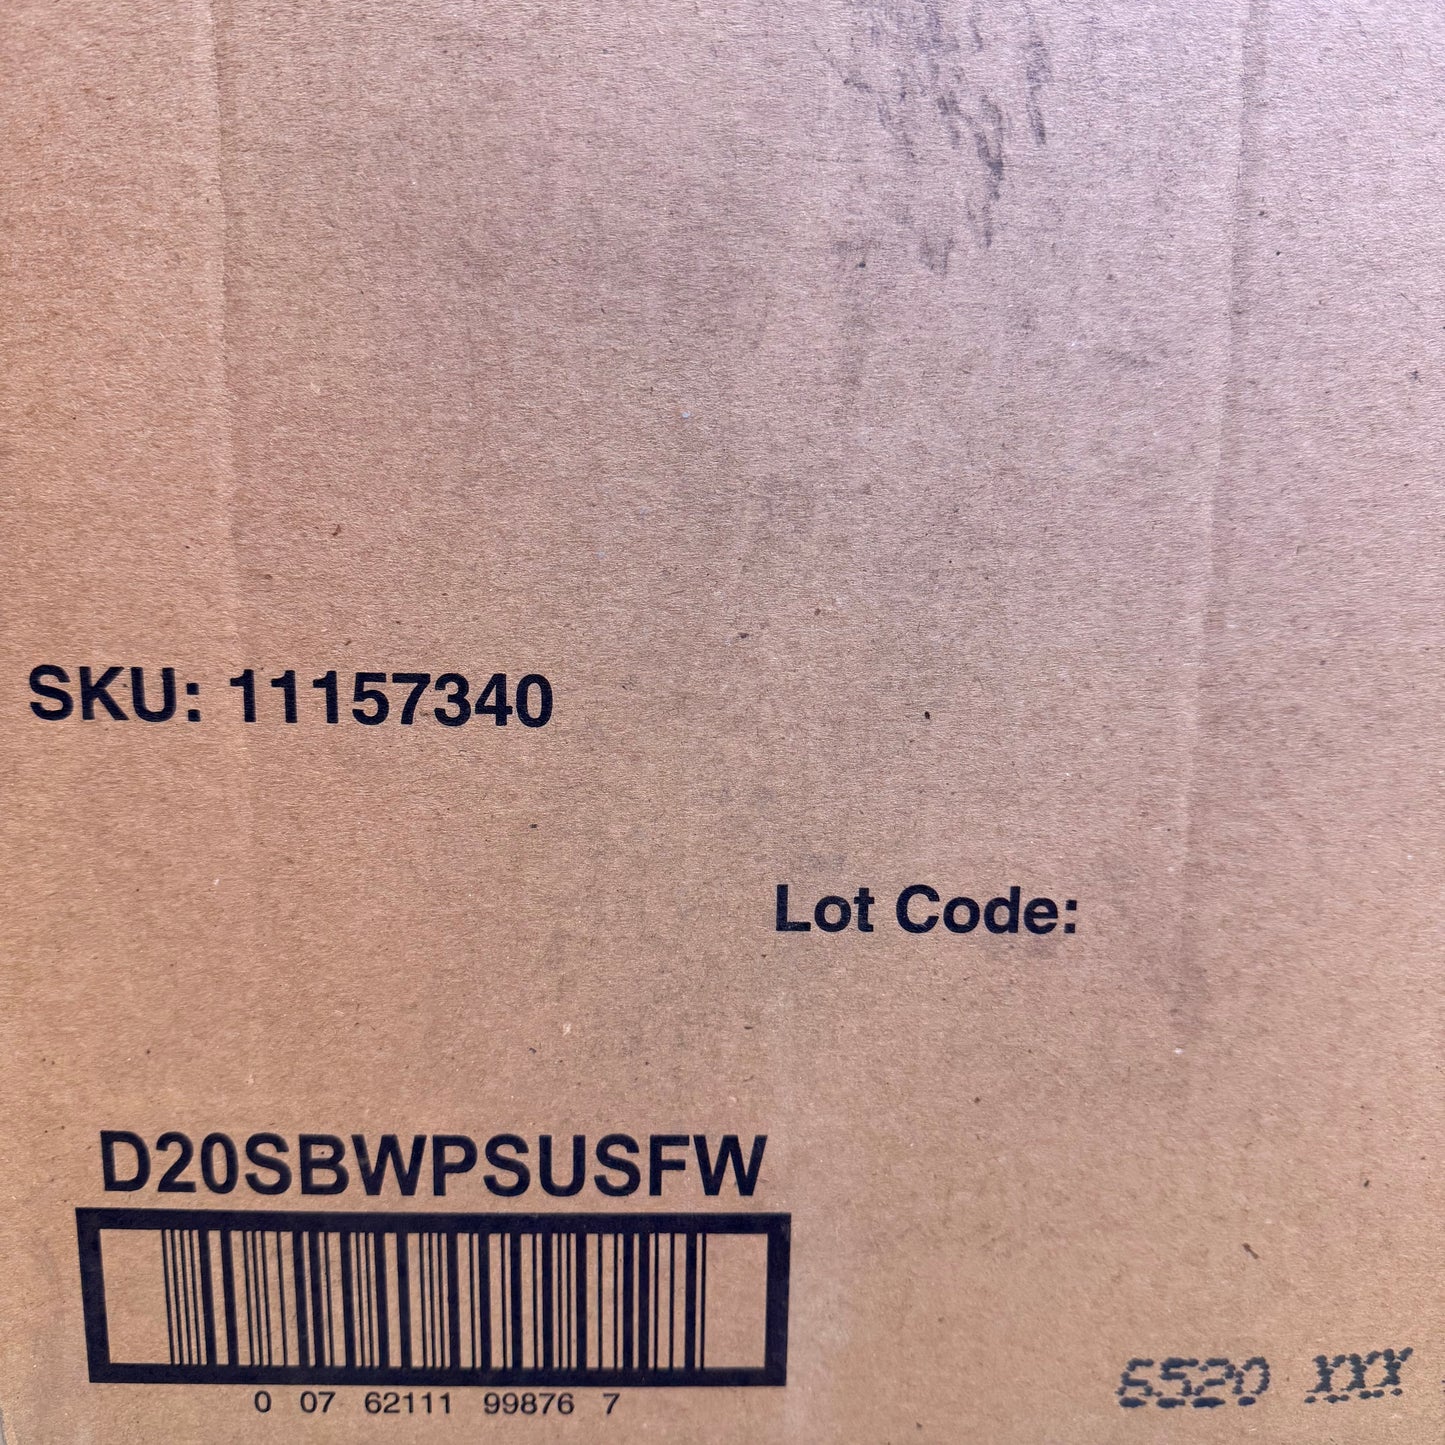 SKU: 11157340
Lot Code:
D20SBWPSUSFW
0 07 62111 99876 7
6520 XXX